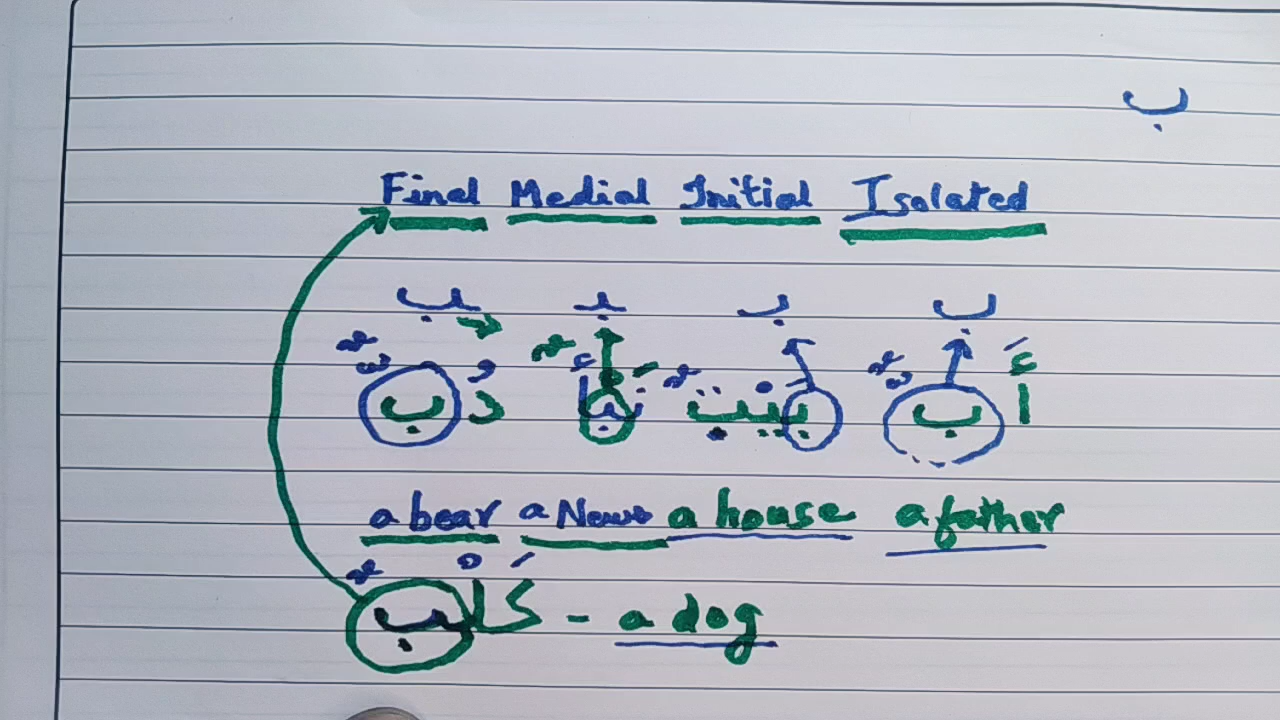 ب
Final Medial Initial Isolated
ب بـ ـبـ ـب
أَبٌّ بَيْتٌ نَبَأٌ دُبٌّ
a bear a News a house a father
كَلْبٌ - a dog